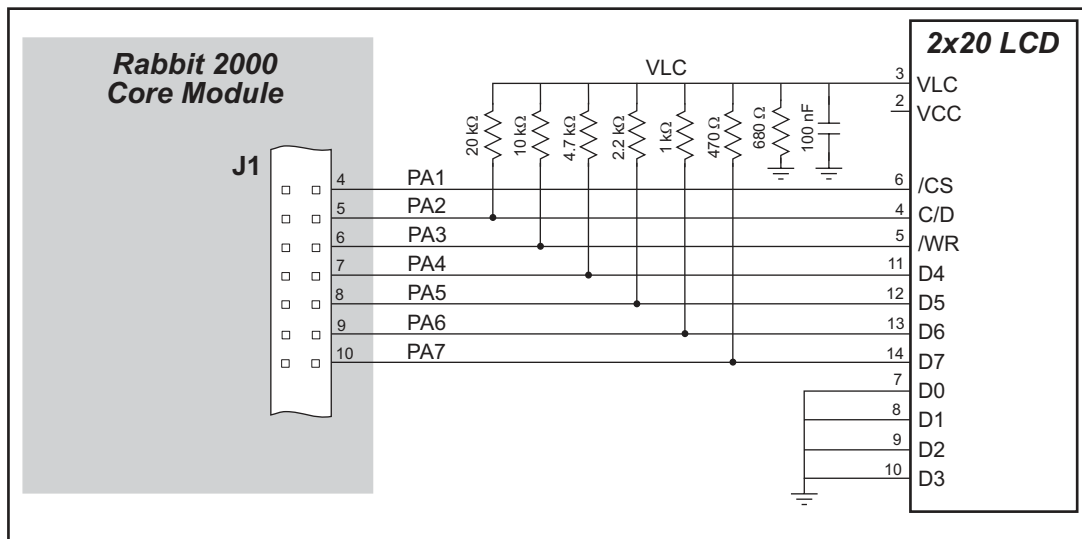 Rabbit 2000
Core Module
2x20 LCD
VLC
3
VLC
2
VCC
20 kΩ
10 kΩ
4.7 kΩ
2.2 kΩ
1 kΩ
470 Ω
680 Ω
100 nF
J1
4
PA1
6
/CS
5
PA2
4
C/D
6
PA3
5
/WR
7
PA4
11
D4
8
PA5
12
D5
9
PA6
13
D6
10
PA7
14
D7
7
D0
8
D1
9
D2
10
D3